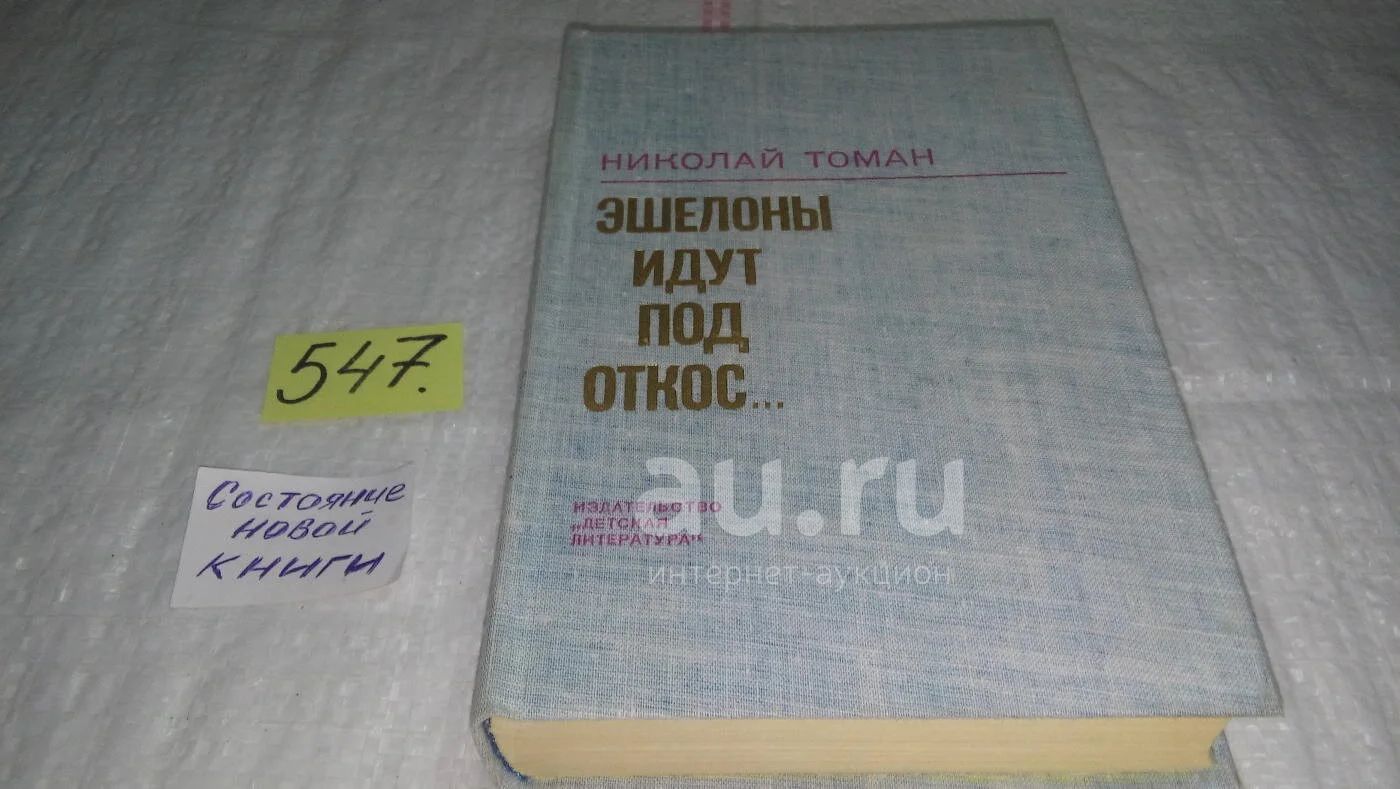 НИКОЛАЙ ТОМАН
ЭШЕЛОНЫ
ИДУТ
ПОД
ОТКОС...
ИЗДАТЕЛЬСТВО
„ДЕТСКАЯ
ЛИТЕРАТУРА"
547.
Состояние
новой
книги
au.ru
интернет-аукцион